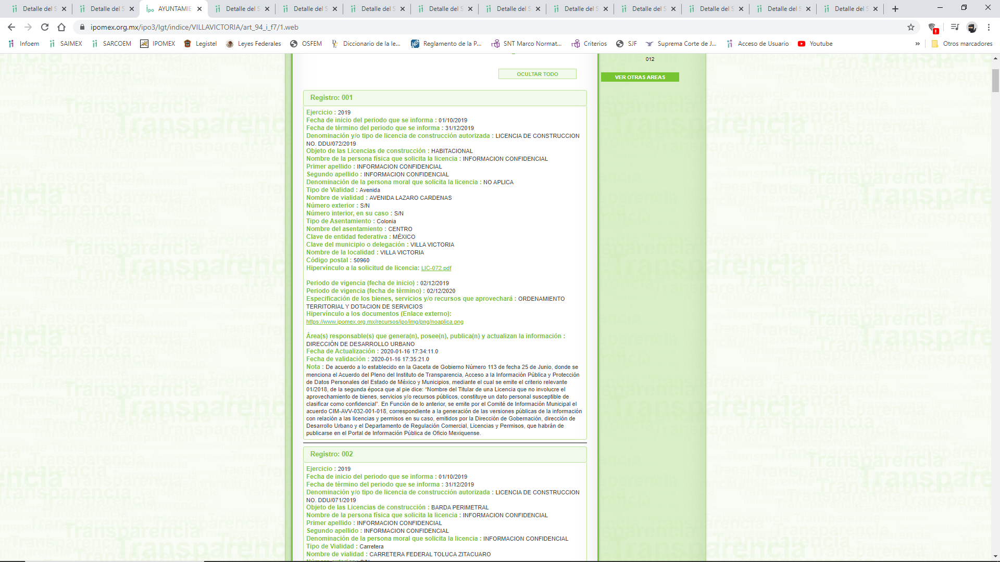 Detalle del S
Detalle del S
ipo AYUNTAMIE
Detalle del S
Detalle del S
Detalle del S
Detalle del S
Detalle del S
Detalle del S
Detalle del S
Detalle del S
Detalle del S
Detalle del S
ipomex.org.mx/ipo3/lgt/indice/VILLAVICTORIA/art_94_i_f7/1.web
Infoem
SAIMEX
SARCOEM
IPOMEX
Legistel
Leyes Federales
OSFEM
Diccionario de la le...
Reglamento de la P...
SNT Marco Normat...
Criterios
SJF
Suprema Corte de J...
Acceso de Usuario
Youtube
»
Otros marcadores
012
OCULTAR TODO
VER OTRAS AREAS
Registro: 001
Ejercicio : 2019
Fecha de inicio del periodo que se informa : 01/10/2019
Fecha de término del periodo que se informa : 31/12/2019
Denominación y/o tipo de licencia de construcción autorizada : LICENCIA DE CONSTRUCCION
NO. DDU/072/2019
Objeto de las Licencias de construcción : HABITACIONAL
Nombre de la persona física que solicita la licencia : INFORMACION CONFIDENCIAL
Primer apellido : INFORMACION CONFIDENCIAL
Segundo apellido : INFORMACION CONFIDENCIAL
Denominación de la persona moral que solicita la licencia : NO APLICA
Tipo de Vialidad : Avenida
Nombre de vialidad : AVENIDA LAZARO CARDENAS
Número exterior : S/N
Número interior, en su caso : S/N
Tipo de Asentamiento : Colonia
Nombre del asentamiento : CENTRO
Clave de entidad federativa : MÉXICO
Clave del municipio o delegación : VILLA VICTORIA
Nombre de la localidad : VILLA VICTORIA
Código postal : 50960
Hipervínculo a la solicitud de licencia: LIC-072.pdf
Periodo de vigencia (fecha de inicio) : 02/12/2019
Periodo de vigencia (fecha de término) : 02/12/2020
Especificación de los bienes, servicios y/o recursos que aprovechará : ORDENAMIENTO
TERRITORIAL Y DOTACION DE SERVICIOS
Hipervínculo a los documentos (Enlace externo):
https://www.ipomex.org.mx/recursos/ipo/img/png/noaplica.png
Área(s) responsable(s) que genera(n), posee(n), publica(n) y actualizan la información :
DIRECCIÓN DE DESARROLLO URBANO
Fecha de Actualización : 2020-01-16 17:34:11.0
Fecha de validación : 2020-01-16 17:35:21.0
Nota : De acuerdo a lo establecido en la Gaceta de Gobierno Número 113 de fecha 25 de Junio, donde se
menciona el Acuerdo del Pleno del Instituto de Transparencia, Acceso a la Información Pública y Protección
de Datos Personales del Estado de México y Municipios, mediante el cual se emite el criterio relevante
01/2018, de la segunda época que al pie dice: “Nombre del Titular de una Licencia que no involucre el
aprovechamiento de bienes, servicios y/o recursos públicos, constituye un dato personal susceptible de
clasificar como confidencial”. En Función de lo anterior, se emite por el Comité de Información Municipal el
acuerdo CIM-AVV-032-001-018, correspondiente a la generación de las versiones públicas de la información
con relación a las licencias y permisos en su caso, emitidos por la Dirección de Gobernación, dirección de
Desarrollo Urbano y el Departamento de Regulación Comercial, Licencias y Permisos, que habrán de
publicarse en el Portal de Información Pública de Oficio Mexiquense.
Registro: 002
Ejercicio : 2019
Fecha de inicio del periodo que se informa : 01/10/2019
Fecha de término del periodo que se informa : 31/12/2019
Denominación y/o tipo de licencia de construcción autorizada : LICENCIA DE CONSTRUCCION
NO. DDU/071/2019
Objeto de las Licencias de construcción : BARDA PERIMETRAL
Nombre de la persona física que solicita la licencia : INFORMACION CONFIDENCIAL
Primer apellido : INFORMACION CONFIDENCIAL
Segundo apellido : INFORMACION CONFIDENCIAL
Denominación de la persona moral que solicita la licencia : INFORMACION CONFIDENCIAL
Tipo de Vialidad : Carretera
Nombre de vialidad : CARRETERA FEDERAL TOLUCA ZITACUARO